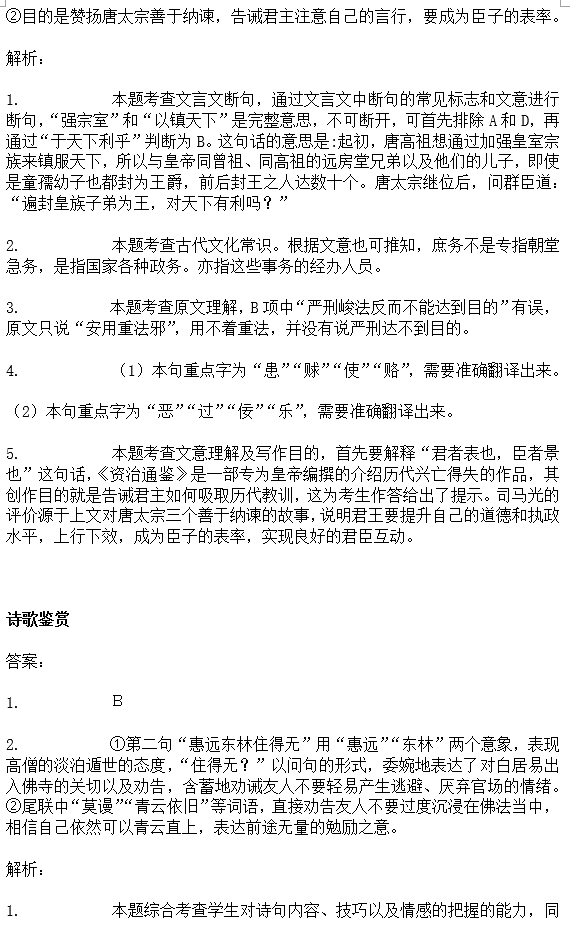 ②目的是赞扬唐太宗善于纳谏，告诫君主注意自己的言行，要成为臣子的表率。
解析：
1. 本题考查文言文断句，通过文言文中断句的常见标志和文意进行
断句，“强宗室”和“以镇天下”是完整意思，不可断开，可首先排除 A 和 D，再
通过“于天下利乎”判断为 B。这句话的意思是:起初，唐高祖想通过加强皇室宗
族来镇服天下，所以与皇帝同曾祖、同高祖的远房堂兄弟以及他们的儿子，即使
是童孺幼子也都封为王爵，前后封王之人达数十个。唐太宗继位后，问群臣道：
“遍封皇族子弟为王，对天下有利吗？”
2. 本题考查古代文化常识。根据文意也可推知，庶务不是专指朝堂
急务，是指国家各种政务。亦指这些事务的经办人员。
3. 本题考查原文理解，B 项中“严刑峻法反而不能达到目的”有误，
原文只说“安用重法邪”，用不着重法，并没有说严刑达不到目的。
4. （1）本句重点字为“患”“赇”“使”“赂”，需要准确翻译出来。
（2）本句重点字为“恶”“过”“佞”“乐”，需要准确翻译出来。
5. 本题考查文意理解及写作目的，首先要解释“君者表也，臣者景
也”这句话，《资治通鉴》是一部专为皇帝编撰的介绍历代兴亡得失的作品，其
创作目的就是告诫君主如何吸取历代教训，这为考生作答给出了提示。司马光的
评价源于上文对唐太宗三个善于纳谏的故事，说明君王要提升自己的道德和执政
水平，上行下效，成为臣子的表率，实现良好的君臣互动。
诗歌鉴赏
答案：
1. B
2. ①第二句“惠远东林住得无”用“惠远”“东林”两个意象，表现
高僧的淡泊遁世的态度，“住得无？”以问句的形式，委婉地表达了对白居易出
入佛寺的关切以及劝告，含蓄地劝诫友人不要轻易产生逃避、厌弃官场的情绪。
②尾联中“莫谩”“青云依旧”等词语，直接劝告友人不要过度沉浸在佛法当中，
相信自己依然可以青云直上，表达前途无量的勉励之意。
解析：
1. 本题综合考查学生对诗句内容、技巧以及情感的把握的能力，同